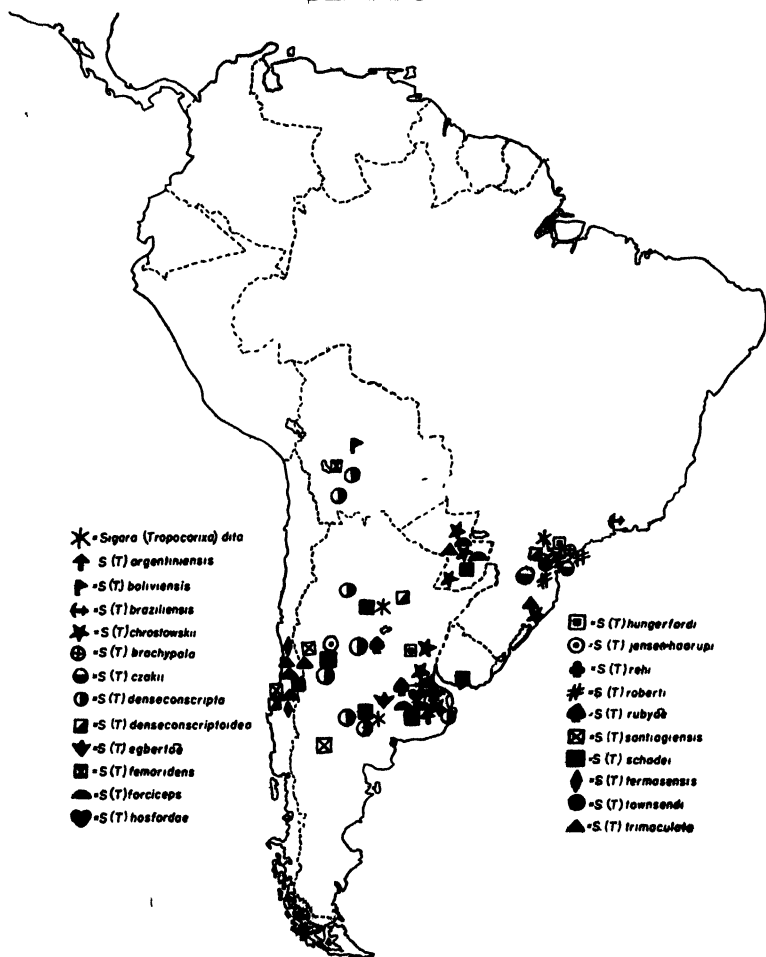 =Sigara (Tropocorixa) dita
S (T) argentiniensis
=S (T) boliviensis
=S (T) braziliensis
=S (T) chrostowskii
=S (T) brachypala
=S (T) czakii
=S (T) denseconscripta
=S (T) denseconscriptoidea
=S (T) egbertae
=S (T) femoridens
=S (T) forciceps
=S (T) hosfordae
=S (T) hungerfordi
=S (T) jensen-haarupi
=S (T) rehi
=S (T) roberti
=S (T) rubyae
=S (T) santiagiensis
=S (T) schadei
=S (T) termasensis
=S (T) townsendi
=S. (T) trimaculata